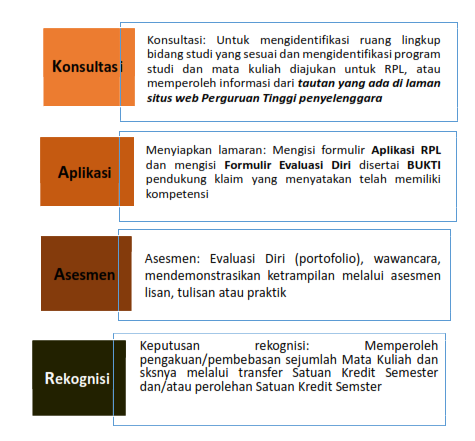 Konsultasi
Konsultasi: Untuk mengidentifikasi ruang lingkup
bidang studi yang sesuai dan mengidentifikasi program
studi dan mata kuliah diajukan untuk RPL, atau
memperoleh informasi dari tautan yang ada di laman
situs web Perguruan Tinggi penyelenggara
Aplikasi
Menyiapkan lamaran: Mengisi formulir Aplikasi RPL
dan mengisi Formulir Evaluasi Diri disertai BUKTI
pendukung klaim yang menyatakan telah memiliki
kompetensi
Asesmen
Asesmen: Evaluasi Diri (portofolio), wawancara,
mendemonstrasikan ketrampilan melalui asesmen
lisan, tulisan atau praktik
Rekognisi
Keputusan rekognisi: Memperoleh
pengakuan/pembebasan sejumlah Mata Kuliah dan
sksnya melalui transfer Satuan Kredit Semester
dan/atau perolehan Satuan Kredit Semster